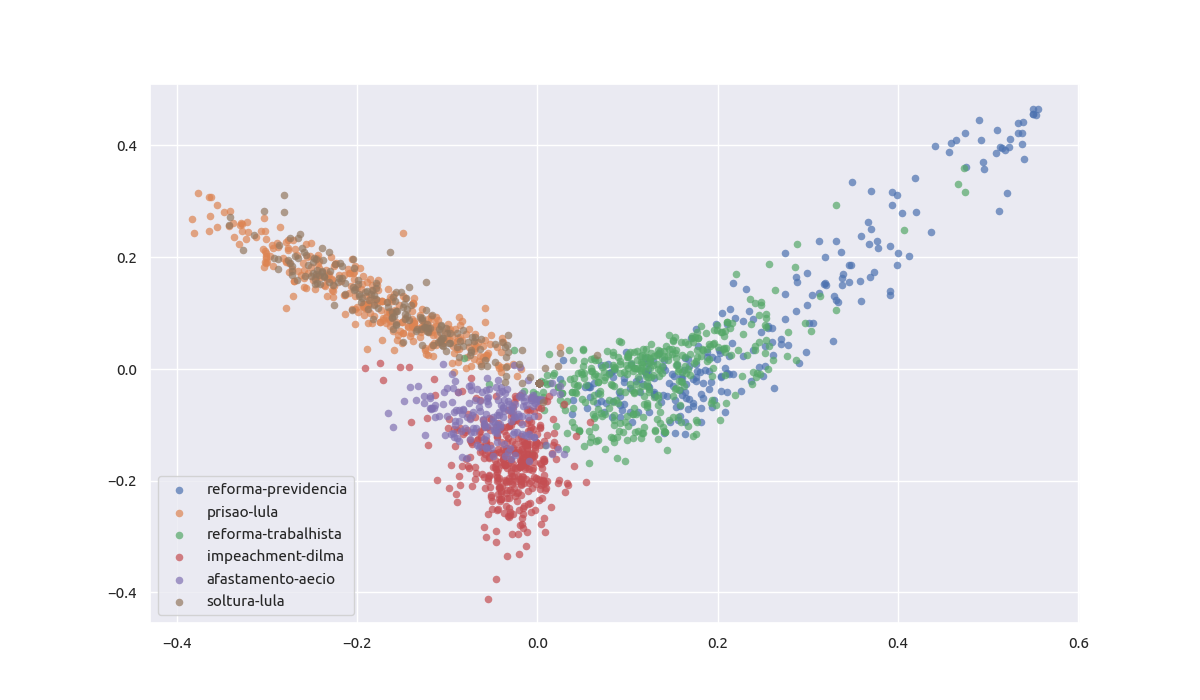 0.4
0.2
0.0
−0.2
−0.4
reforma-previdencia
prisao-lula
reforma-trabalhista
impeachment-dilma
afastamento-aecio
soltura-lula
−0.4 −0.2 0.0 0.2 0.4 0.6